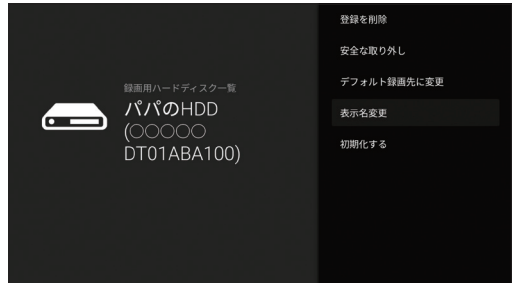 録画用ハードディスク一覧
パパのHDD
(○○○○○
DT01ABA100)
登録を削除
安全な取り外し
デフォルト録画先に変更
表示名変更
初期化する